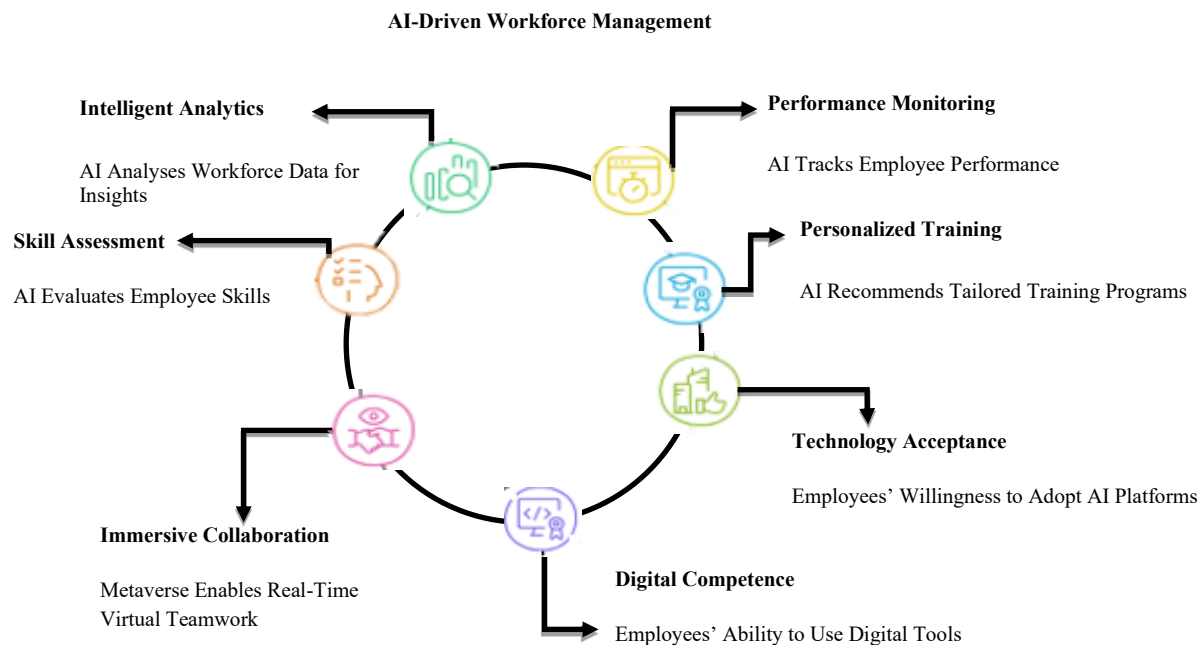 AI-Driven Workforce Management
Intelligent Analytics
AI Analyses Workforce Data for
Insights
Performance Monitoring
AI Tracks Employee Performance
Skill Assessment
AI Evaluates Employee Skills
Personalized Training
AI Recommends Tailored Training Programs
Technology Acceptance
Employees’ Willingness to Adopt AI Platforms
Immersive Collaboration
Metaverse Enables Real-Time
Virtual Teamwork
Digital Competence
Employees’ Ability to Use Digital Tools